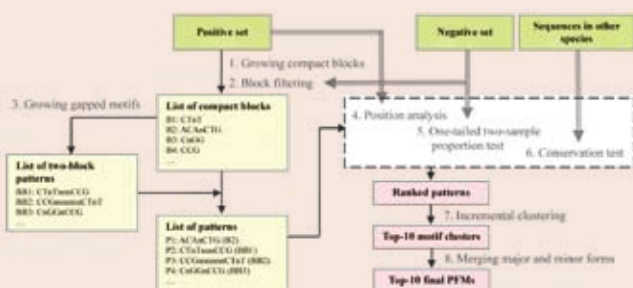 Positive set
Negative set
Sequences in other
species
1. Growing compact blocks
2. Block filtering
3. Growing gapped motifs
List of compact blocks
B1: CTnT
B2: ACAnCTG
B3: CnGG
B4: CCG
...
4. Position analysis
5. One-tailed two-sample
proportion test
6. Conservation test
List of two-block
patterns
BB1: CTnTnnnCCG
BB2: CCGnnnnnCTnT
BB3: CnGGnCCG
...
Ranked patterns
7. Incremental clustering
List of patterns
P1: ACAnCTG (B2)
P2: CTnTnnnCCG (BB1)
P3: CCGnnnnnCTnT (BB2)
P4: CnGGnCCG (BB3)
...
Top-10 motif clusters
8. Merging major and minor forms
Top-10 final PFMs